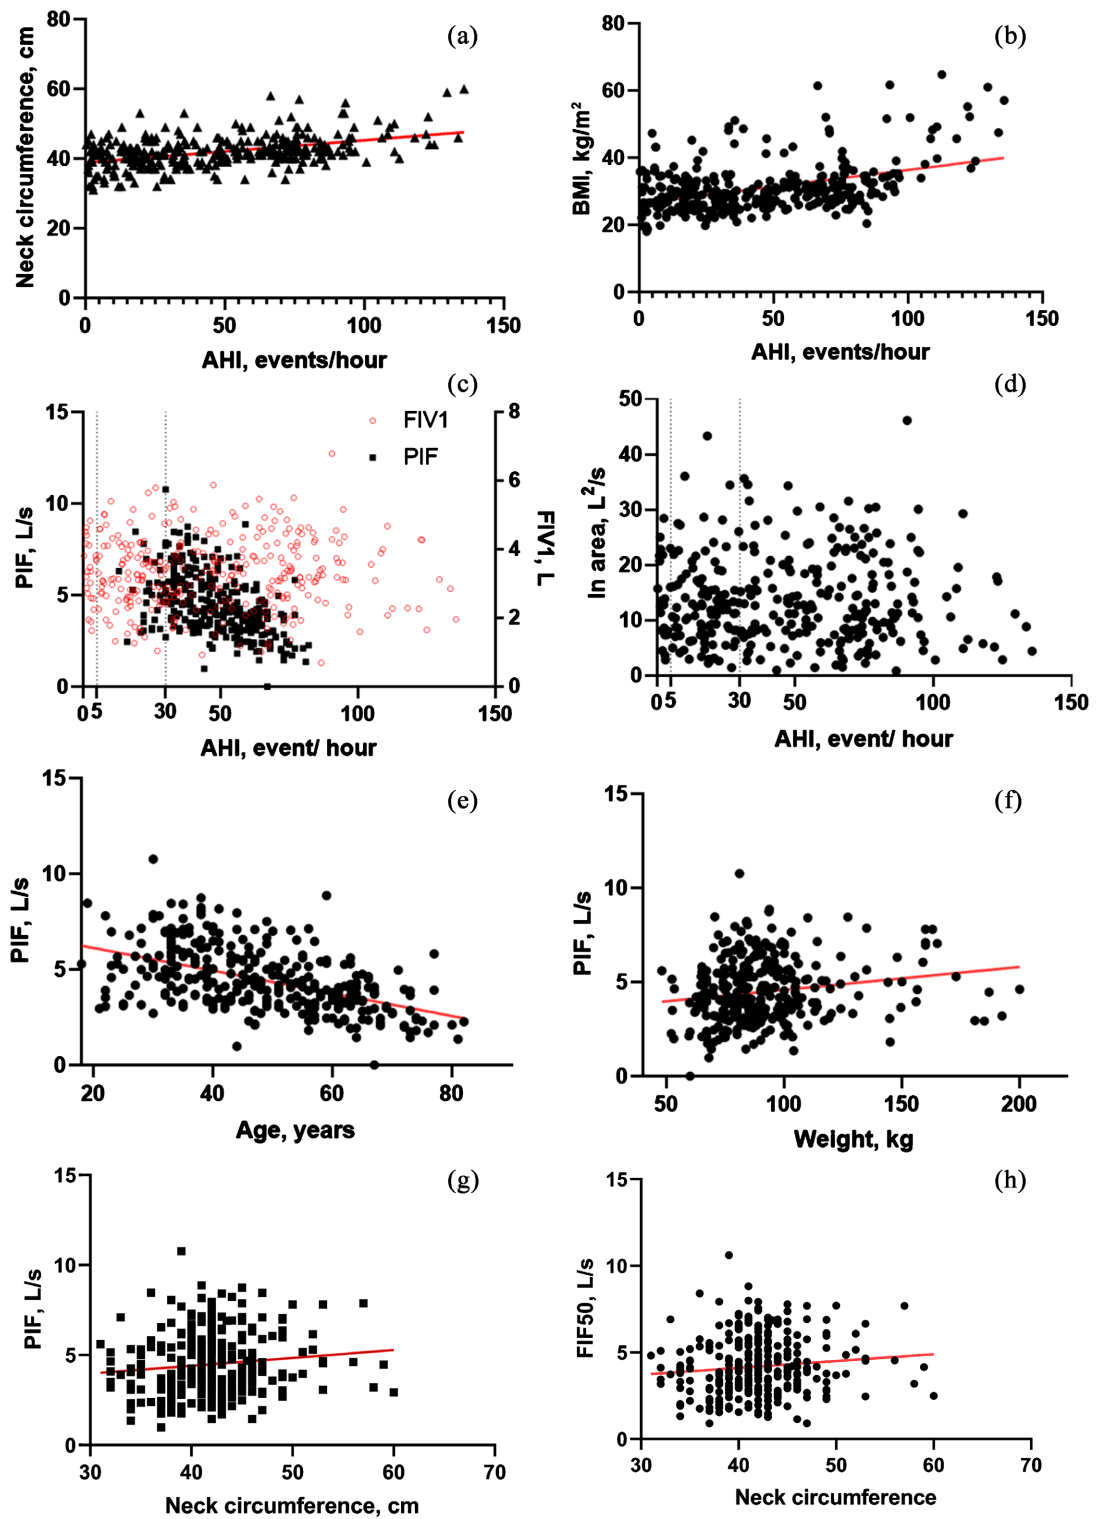 (a)
Neck circumference, cm
80
60
40
20
0
0 50 100 150
AHI, events/hour
(b)
BMI, kg/m²
80
60
40
20
0
0 50 100 150
AHI, events/hour
(c)
PIF, L/s
15
10
5
0
FIV1
PIF
8
6
4
2
0
FIV1, L
0 5 30 50 100 150
AHI, event/ hour
(d)
In area, L²/s
50
40
30
20
10
0
0 5 30 50 100 150
AHI, event/ hour
(e)
PIF, L/s
15
10
5
0
20 40 60 80
Age, years
(f)
PIF, L/s
15
10
5
0
50 100 150 200
Weight, kg
(g)
PIF, L/s
15
10
5
0
30 40 50 60 70
Neck circumference, cm
(h)
FIF50, L/s
15
10
5
0
30 40 50 60 70
Neck circumference